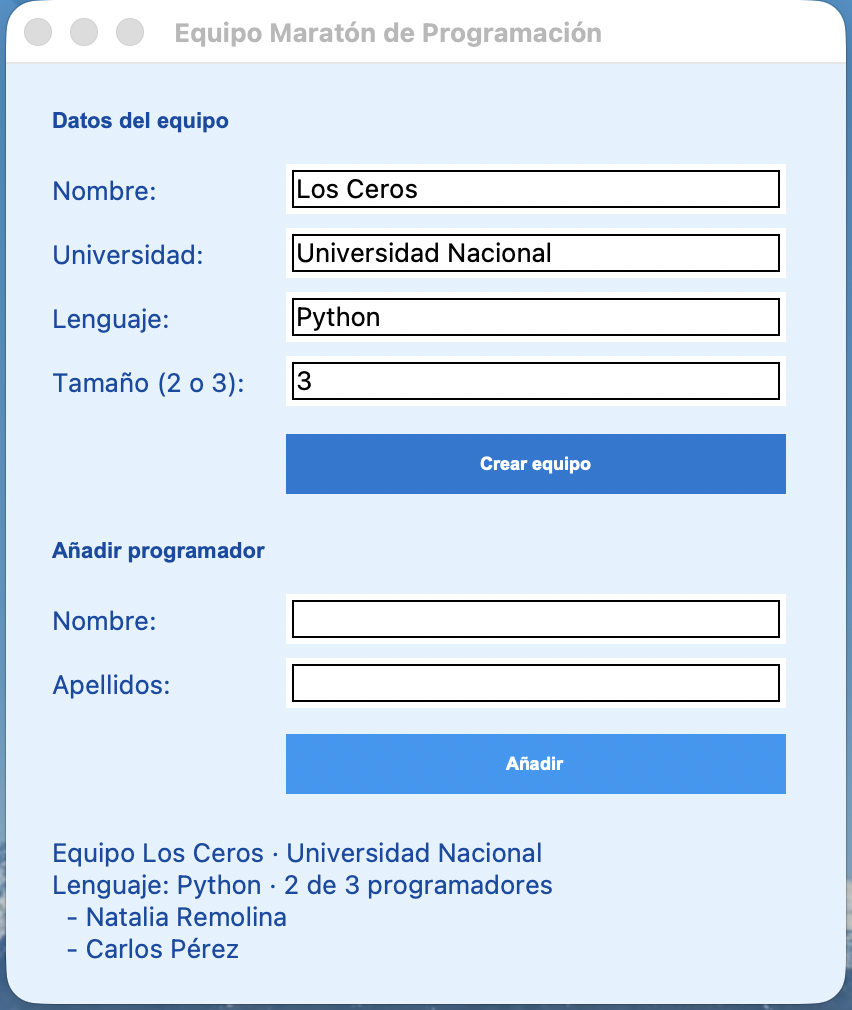 Equipo Maratón de Programación
Datos del equipo
Nombre: Los Ceros
Universidad: Universidad Nacional
Lenguaje: Python
Tamaño (2 o 3): 3
Crear equipo
Añadir programador
Nombre:
Apellidos:
Añadir
Equipo Los Ceros · Universidad Nacional
Lenguaje: Python · 2 de 3 programadores
- Natalia Remolina
- Carlos Pérez